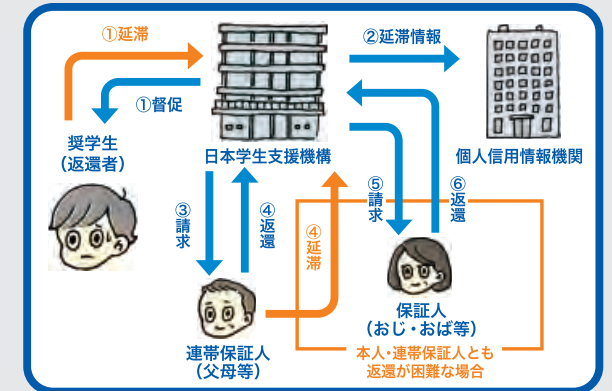 ①延滞
①督促
奨学生
(返還者)
日本学生支援機構
②延滞情報
個人信用情報機関
③請求
④返還
④延滞
⑤請求
⑥返還
連帯保証人
(父母等)
保証人
(おじ・おば等)
本人・連帯保証人とも
返還が困難な場合